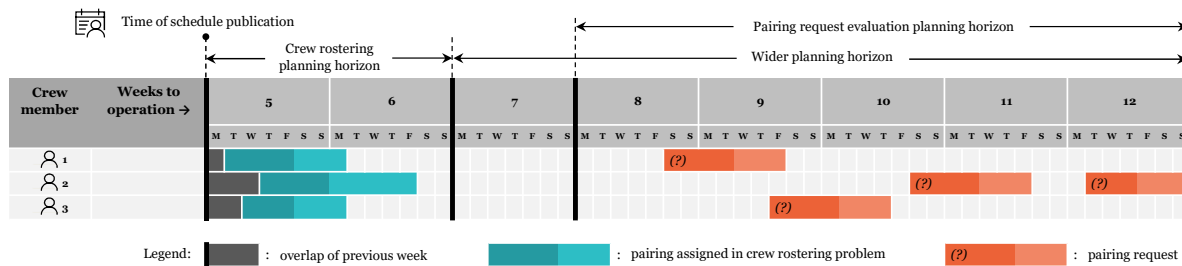 Time of schedule publication
Pairing request evaluation planning horizon
Crew rostering
planning horizon
Wider planning horizon
Crew
member
Weeks to
operation →
5 6 7 8 9 10 11 12
M T W T F S S M T W T F S S M T W T F S S M T W T F S S M T W T F S S M T W T F S S M T W T F S S M T W T F S S
1 (?)
2 (?) (?)
3 (?)
Legend: : overlap of previous week : pairing assigned in crew rostering problem (?) : pairing request